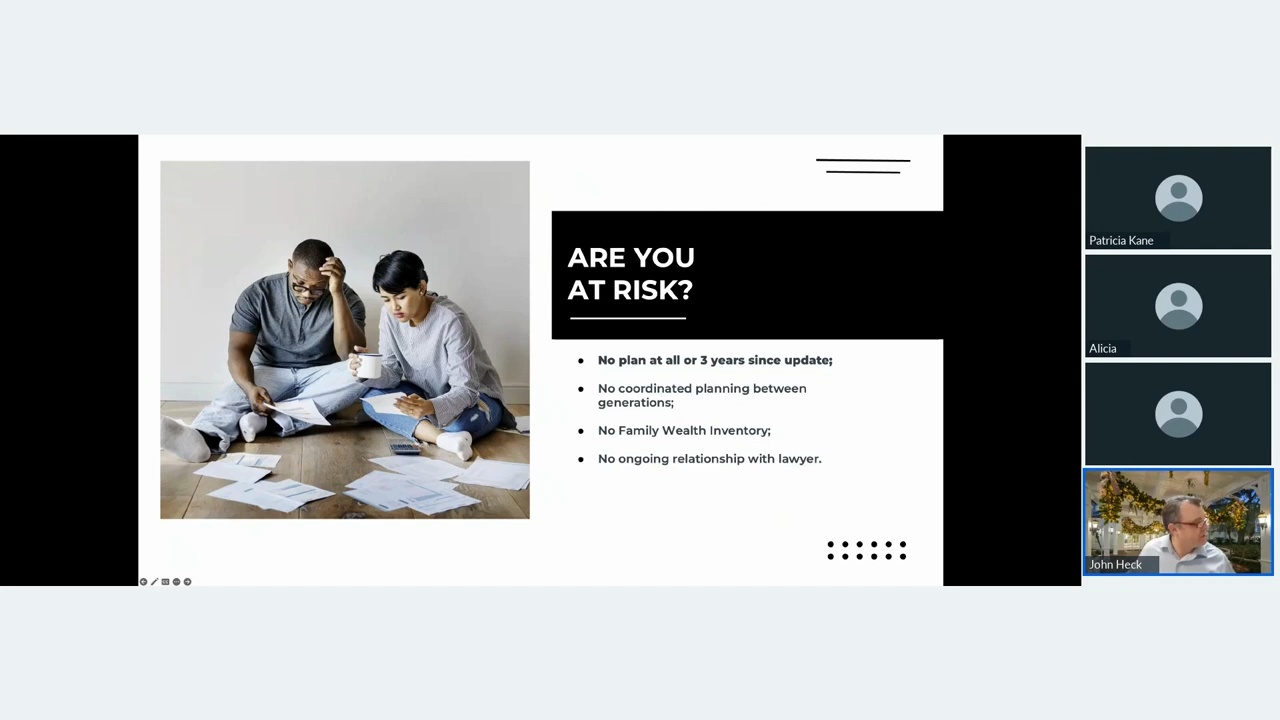 ARE YOU
AT RISK?
No plan at all or 3 years since update;
No coordinated planning between
generations;
No Family Wealth Inventory;
No ongoing relationship with lawyer.
Patricia Kane
Alicia
John Heck